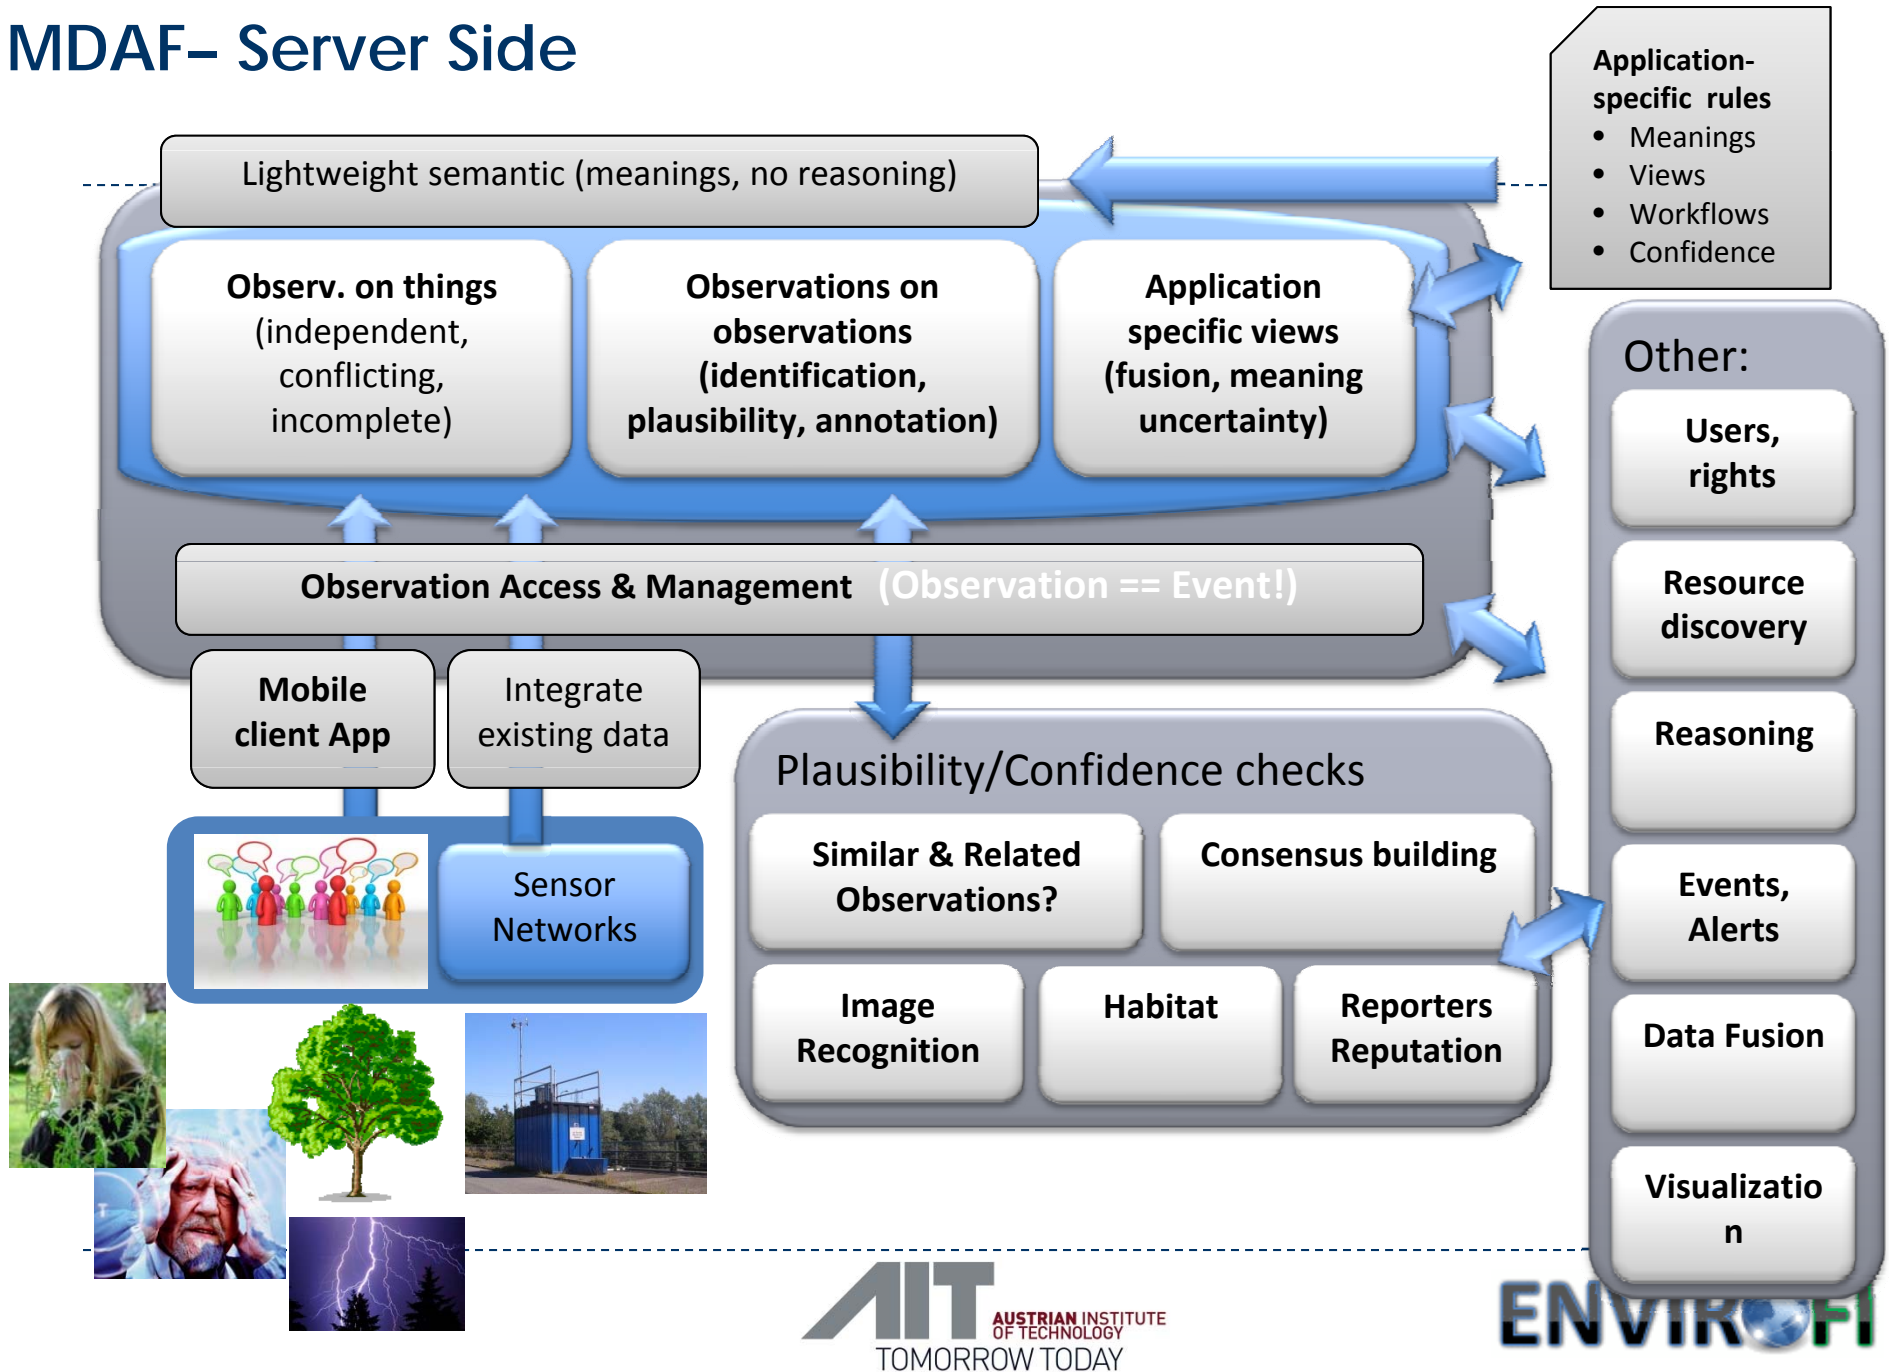 MDAF– Server Side
Application-
specific rules
• Meanings
• Views
• Workflows
• Confidence
Lightweight semantic (meanings, no reasoning)
Observ. on things
(independent,
conflicting,
incomplete)
Observations on
observations
(identification,
plausibility, annotation)
Application
specific views
(fusion, meaning
uncertainty)
Observation Access & Management (Observation == Event!)
Mobile
client App
Integrate
existing data
Sensor
Networks
Plausibility/Confidence checks
Similar & Related
Observations?
Consensus building
Image
Recognition
Habitat
Reporters
Reputation
Other:
Users,
rights
Resource
discovery
Reasoning
Events,
Alerts
Data Fusion
Visualizatio
n
AIT
AUSTRIAN INSTITUTE
OF TECHNOLOGY
TOMORROW TODAY
ENVIROFI